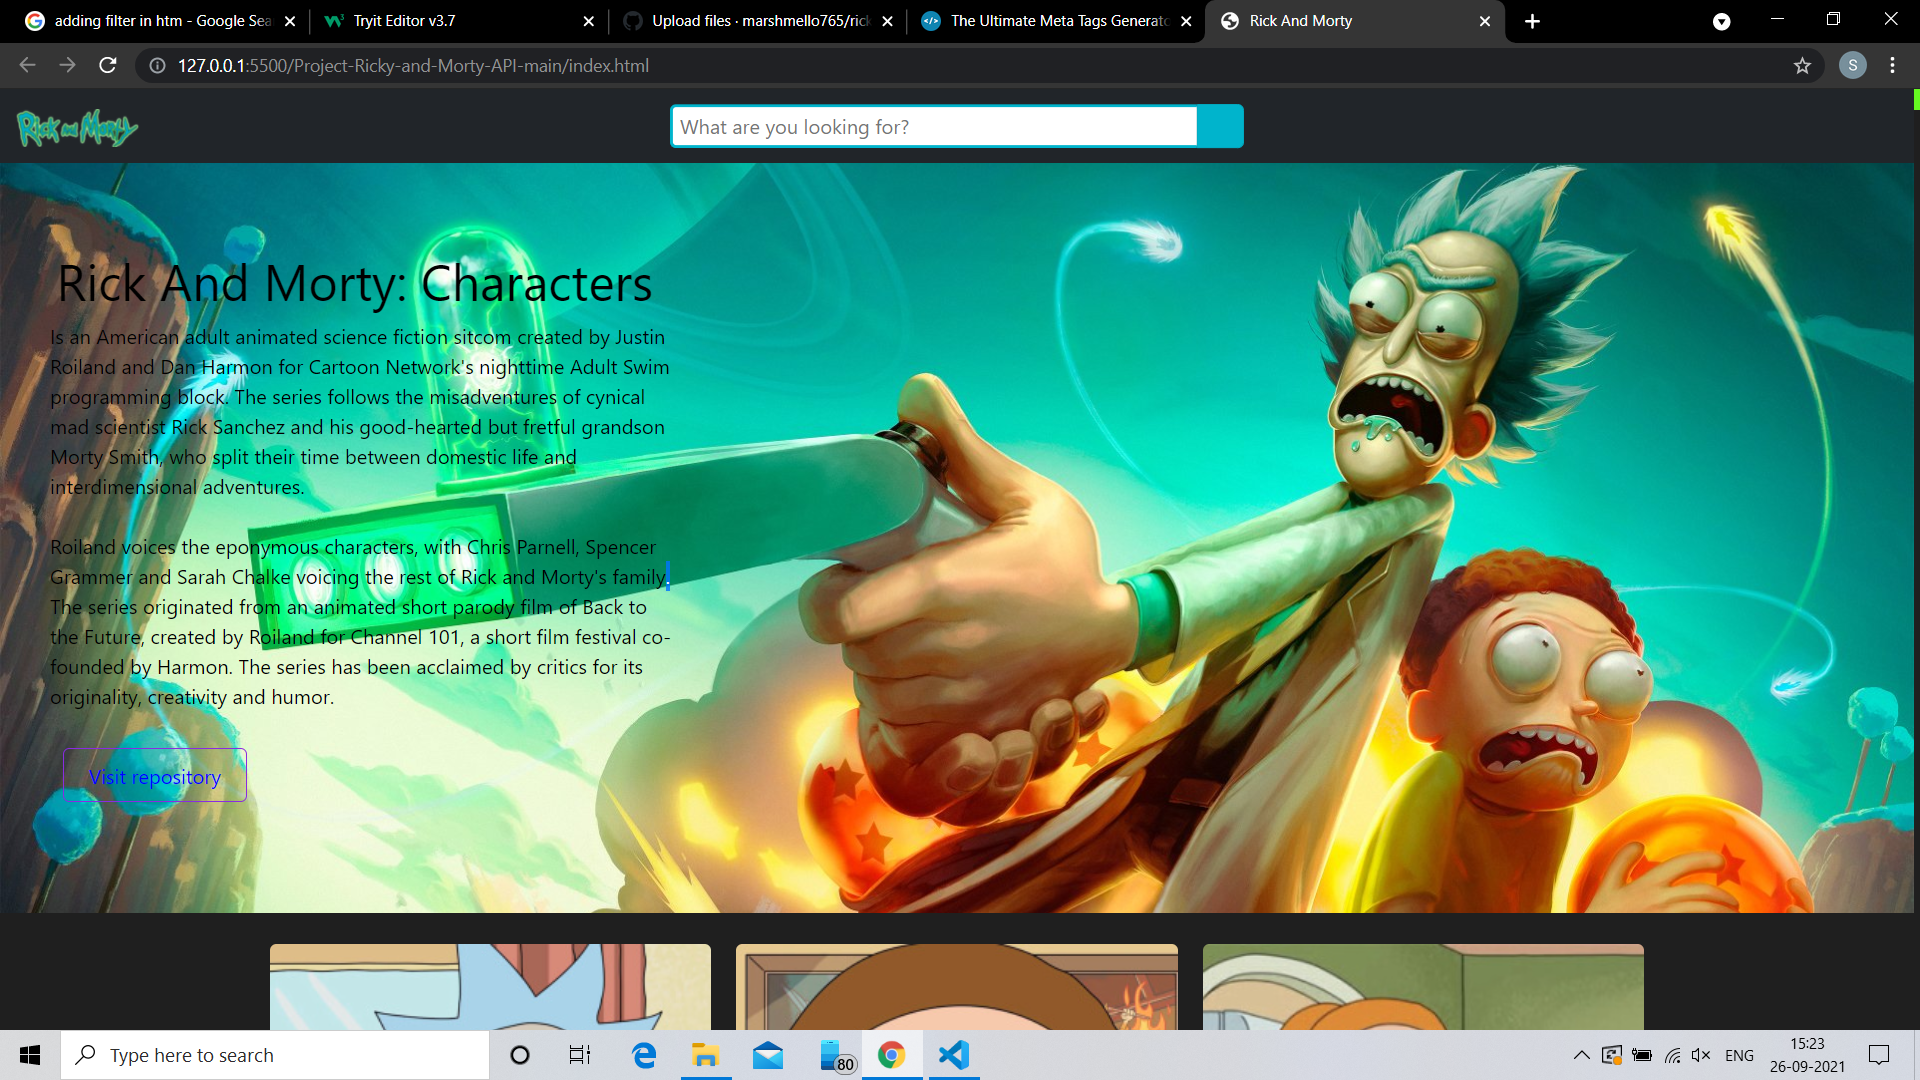 adding filter in htm - Google Sea
Tryit Editor v3.7
Upload files · marshmello765/rick
The Ultimate Meta Tags Generato
Rick And Morty
127.0.0.1:5500/Project-Ricky-and-Morty-API-main/index.html
S
Rick and Morty
What are you looking for?
Rick And Morty: Characters
Is an American adult animated science fiction sitcom created by Justin
Roiland and Dan Harmon for Cartoon Network's nighttime Adult Swim
programming block. The series follows the misadventures of cynical
mad scientist Rick Sanchez and his good-hearted but fretful grandson
Morty Smith, who split their time between domestic life and
interdimensional adventures.
Roiland voices the eponymous characters, with Chris Parnell, Spencer
Grammer and Sarah Chalke voicing the rest of Rick and Morty's family.
The series originated from an animated short parody film of Back to
the Future, created by Roiland for Channel 101, a short film festival co-
founded by Harmon. The series has been acclaimed by critics for its
originality, creativity and humor.
Visit repository
Type here to search
80
ENG
15:23
26-09-2021